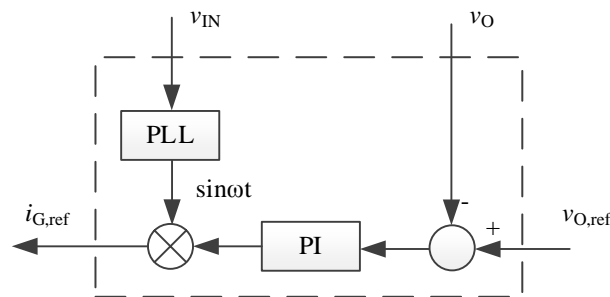 v_IN
v_O
PLL
sinωt
i_G,ref
-
+
v_O,ref
PI